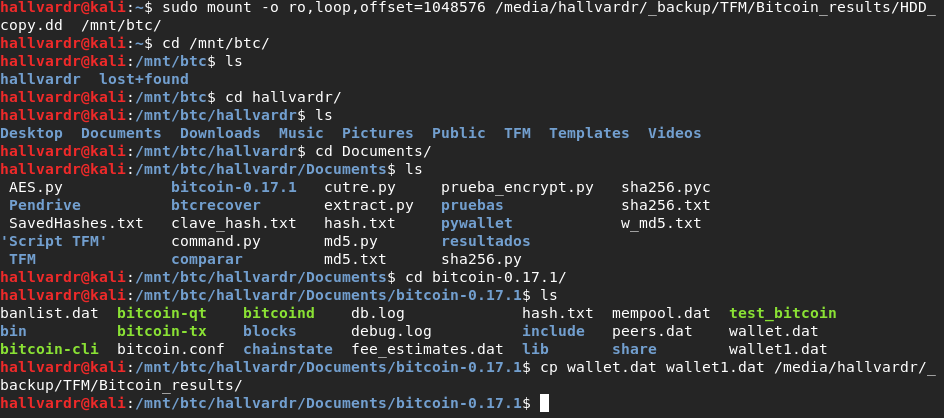 hallvardr@kali:~$ sudo mount -o ro,loop,offset=1048576 /media/hallvardr/_backup/TFM/Bitcoin_results/HDD_
copy.dd  /mnt/btc/
hallvardr@kali:~$ cd /mnt/btc/
hallvardr@kali:/mnt/btc$ ls
hallvardr  lost+found
hallvardr@kali:/mnt/btc$ cd hallvardr/
hallvardr@kali:/mnt/btc/hallvardr$ ls
Desktop  Documents  Downloads  Music  Pictures  Public  TFM  Templates  Videos
hallvardr@kali:/mnt/btc/hallvardr$ cd Documents/
hallvardr@kali:/mnt/btc/hallvardr/Documents$ ls
 AES.py            bitcoin-0.17.1   cutre.py     prueba_encrypt.py   sha256.pyc
 Pendrive          btcrecover       extract.py   pruebas             sha256.txt
 SavedHashes.txt   clave_hash.txt   hash.txt     pywallet            w_md5.txt
'Script TFM'       command.py       md5.py       resultados
 TFM               comparar         md5.txt      sha256.py
hallvardr@kali:/mnt/btc/hallvardr/Documents$ cd bitcoin-0.17.1/
hallvardr@kali:/mnt/btc/hallvardr/Documents/bitcoin-0.17.1$ ls
banlist.dat  bitcoin-qt    bitcoind    db.log             hash.txt  mempool.dat  test_bitcoin
bin          bitcoin-tx    blocks      debug.log          include   peers.dat    wallet.dat
bitcoin-cli  bitcoin.conf  chainstate  fee_estimates.dat  lib       share        wallet1.dat
hallvardr@kali:/mnt/btc/hallvardr/Documents/bitcoin-0.17.1$ cp wallet.dat wallet1.dat /media/hallvardr/_
backup/TFM/Bitcoin_results/
hallvardr@kali:/mnt/btc/hallvardr/Documents/bitcoin-0.17.1$